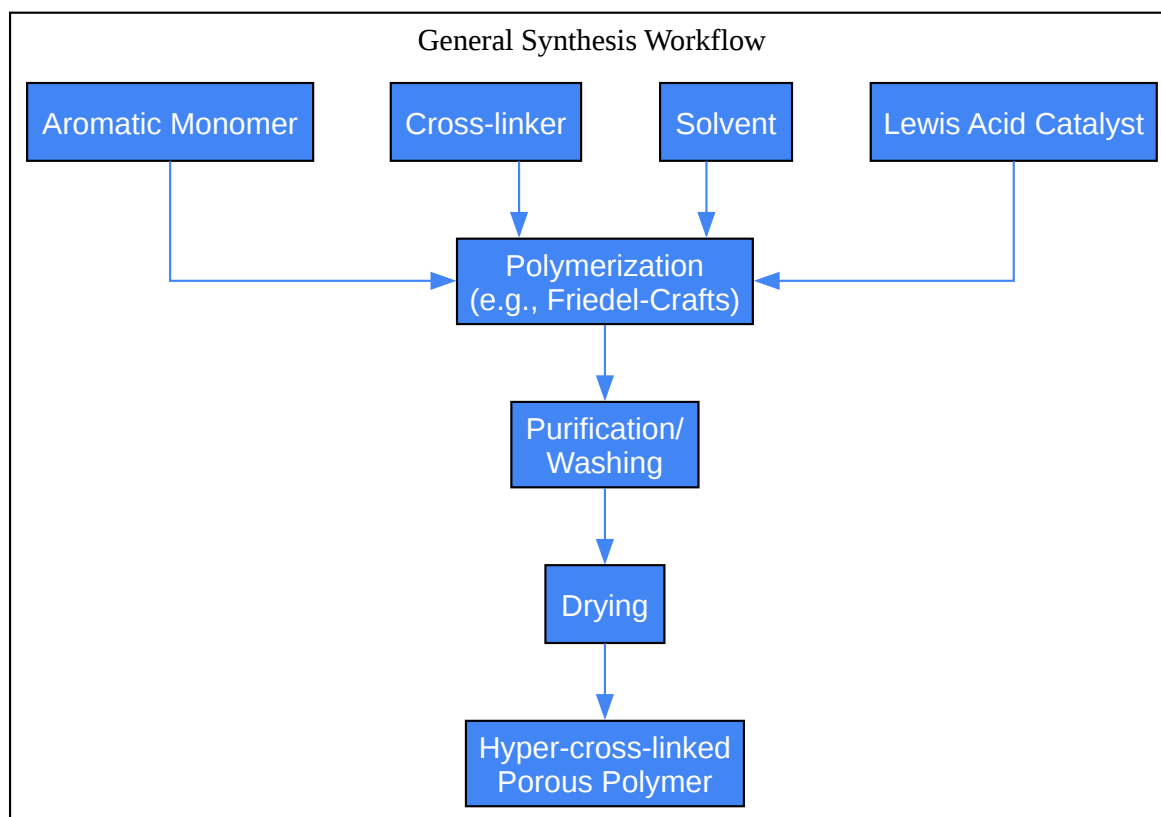 General Synthesis Workflow
Aromatic Monomer
Cross-linker
Solvent
Lewis Acid Catalyst
Polymerization
(e.g., Friedel-Crafts)
Purification/
Washing
Drying
Hyper-cross-linked
Porous Polymer